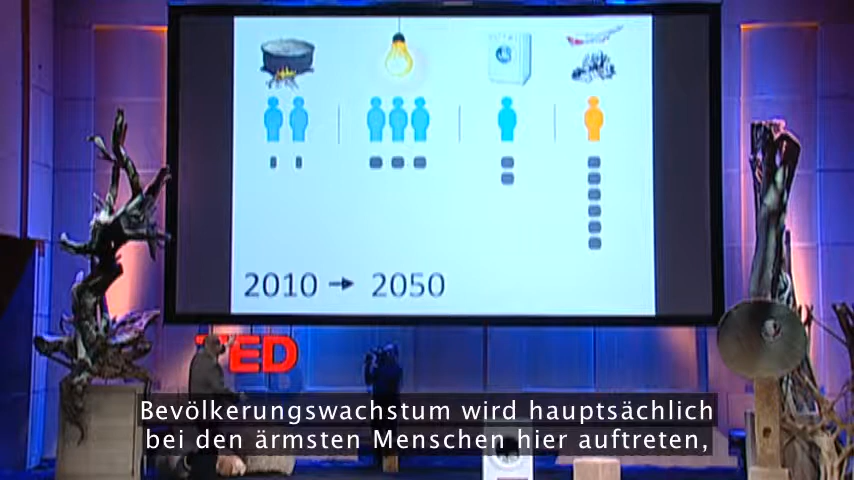 2010 → 2050
TED
Bevölkerungswachstum wird hauptsächlich
bei den ärmsten Menschen hier auftreten,